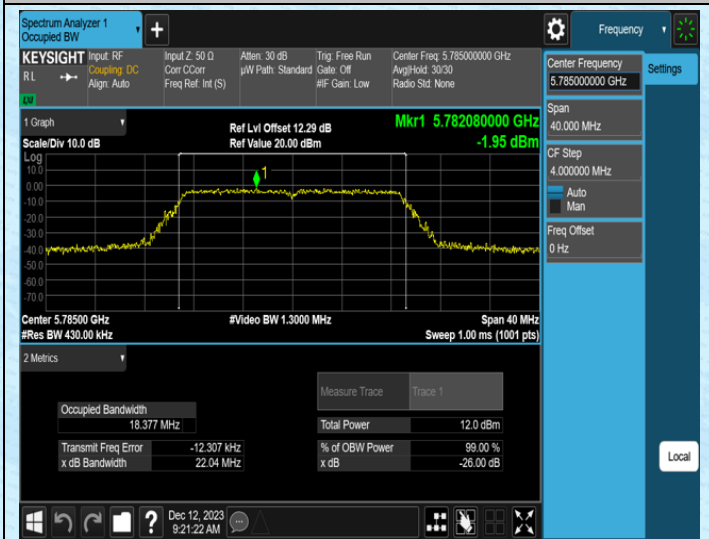 Spectrum Analyzer 1
Occupied BW
+
Frequency
KEYSIGHT
RL
LXI
Input: RF
Coupling: DC
Align: Auto
Input Z: 50 Ω
Corr CCorr
Freq Ref: Int (S)
Atten: 30 dB
µW Path: Standard
Trig: Free Run
Gate: Off
#IF Gain: Low
Center Freq: 5.785000000 GHz
Avg|Hold: 30/30
Radio Std: None
Center Frequency
5.785000000 GHz
Settings
Span
40.000 MHz
CF Step
4.000000 MHz
Auto
Man
Freq Offset
0 Hz
Local
1 Graph
Scale/Div 10.0 dB
Ref Lvl Offset 12.29 dB
Ref Value 20.00 dBm
Mkr1 5.782080000 GHz
-1.95 dBm
Log
10.0
0.00
-10.0
-20.0
-30.0
-40.0
-50.0
-60.0
-70.0
1
Center 5.78500 GHz
#Res BW 430.00 kHz
#Video BW 1.3000 MHz
Span 40 MHz
Sweep 1.00 ms (1001 pts)
2 Metrics
Measure Trace
Trace 1
Occupied Bandwidth
18.377 MHz
Total Power
12.0 dBm
Transmit Freq Error
-12.307 kHz
% of OBW Power
99.00 %
x dB Bandwidth
22.04 MHz
x dB
-26.00 dB
?
Dec 12, 2023
9:21:22 AM